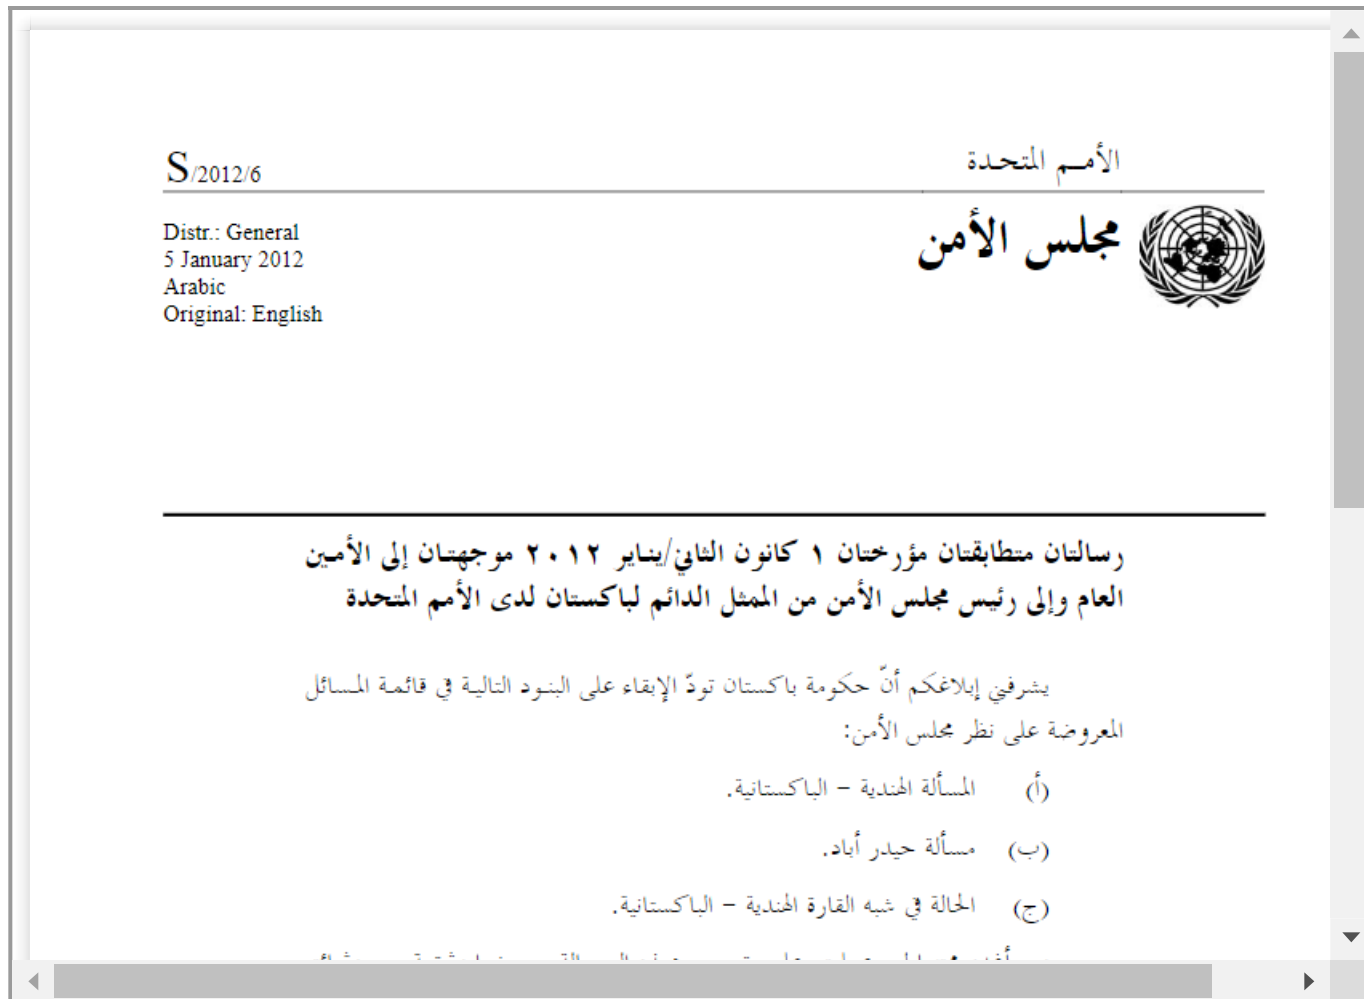 الأمـم المتحدة
S/2012/6
مجلس الأمن
Distr.: General
5 January 2012
Arabic
Original: English
رسالتان متطابقتان مؤرختان ١ كانون الثاني/يناير ٢٠١٢ موجهتان إلى الأمين
العام وإلى رئيس مجلس الأمن من الممثل الدائم لباكستان لدى الأمم المتحدة
يشرفني إبلاغكم أنّ حكومة باكستان تودّ الإبقاء على البنود التالية في قائمة المسائل
المعروضة على نظر مجلس الأمن:
(أ) المسألة الهندية – الباكستانية.
(ب) مسألة حيدر أباد.
(ج) الحالة في شبه القارة الهندية – الباكستانية.